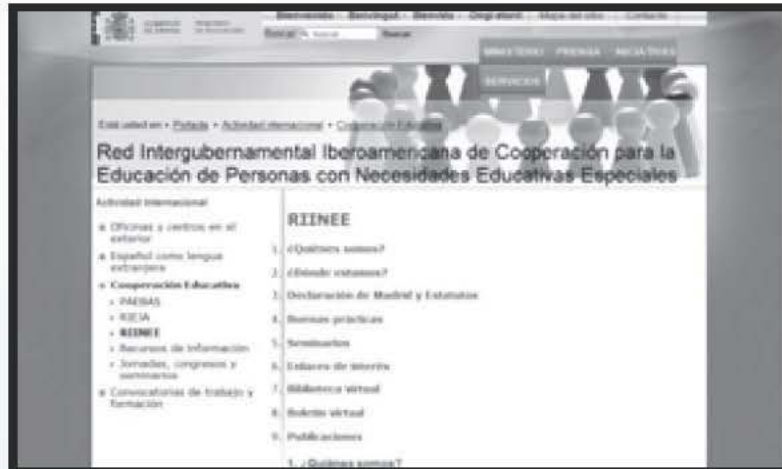 Bienvenido Benvingut Benvido Ongi etorri Mapa del sitio Contacto
Buscar Buscar
MINISTERIO PRENSA INICIATIVAS
SERVICIOS
Está usted en • Portada • Actividad internacional • Cooperación Educativa
Red Intergubernamental Iberoamericana de Cooperación para la
Educación de Personas con Necesidades Educativas Especiales
Actividad Internacional
Oficinas y centros en el
exterior
Español como lengua
extranjera
Cooperación Educativa
PAEBAS
RIEJA
RIINEE
Recursos de información
Jornadas, congresos y
seminarios
Convocatorias de trabajo y
formación
RIINEE
1. ¿Quiénes somos?
2. ¿Dónde estamos?
3. Declaración de Madrid y Estatutos
4. Buenas prácticas
5. Seminarios
6. Enlaces de interés
7. Biblioteca virtual
8. Boletín virtual
9. Publicaciones
1. ¿Quiénes somos?